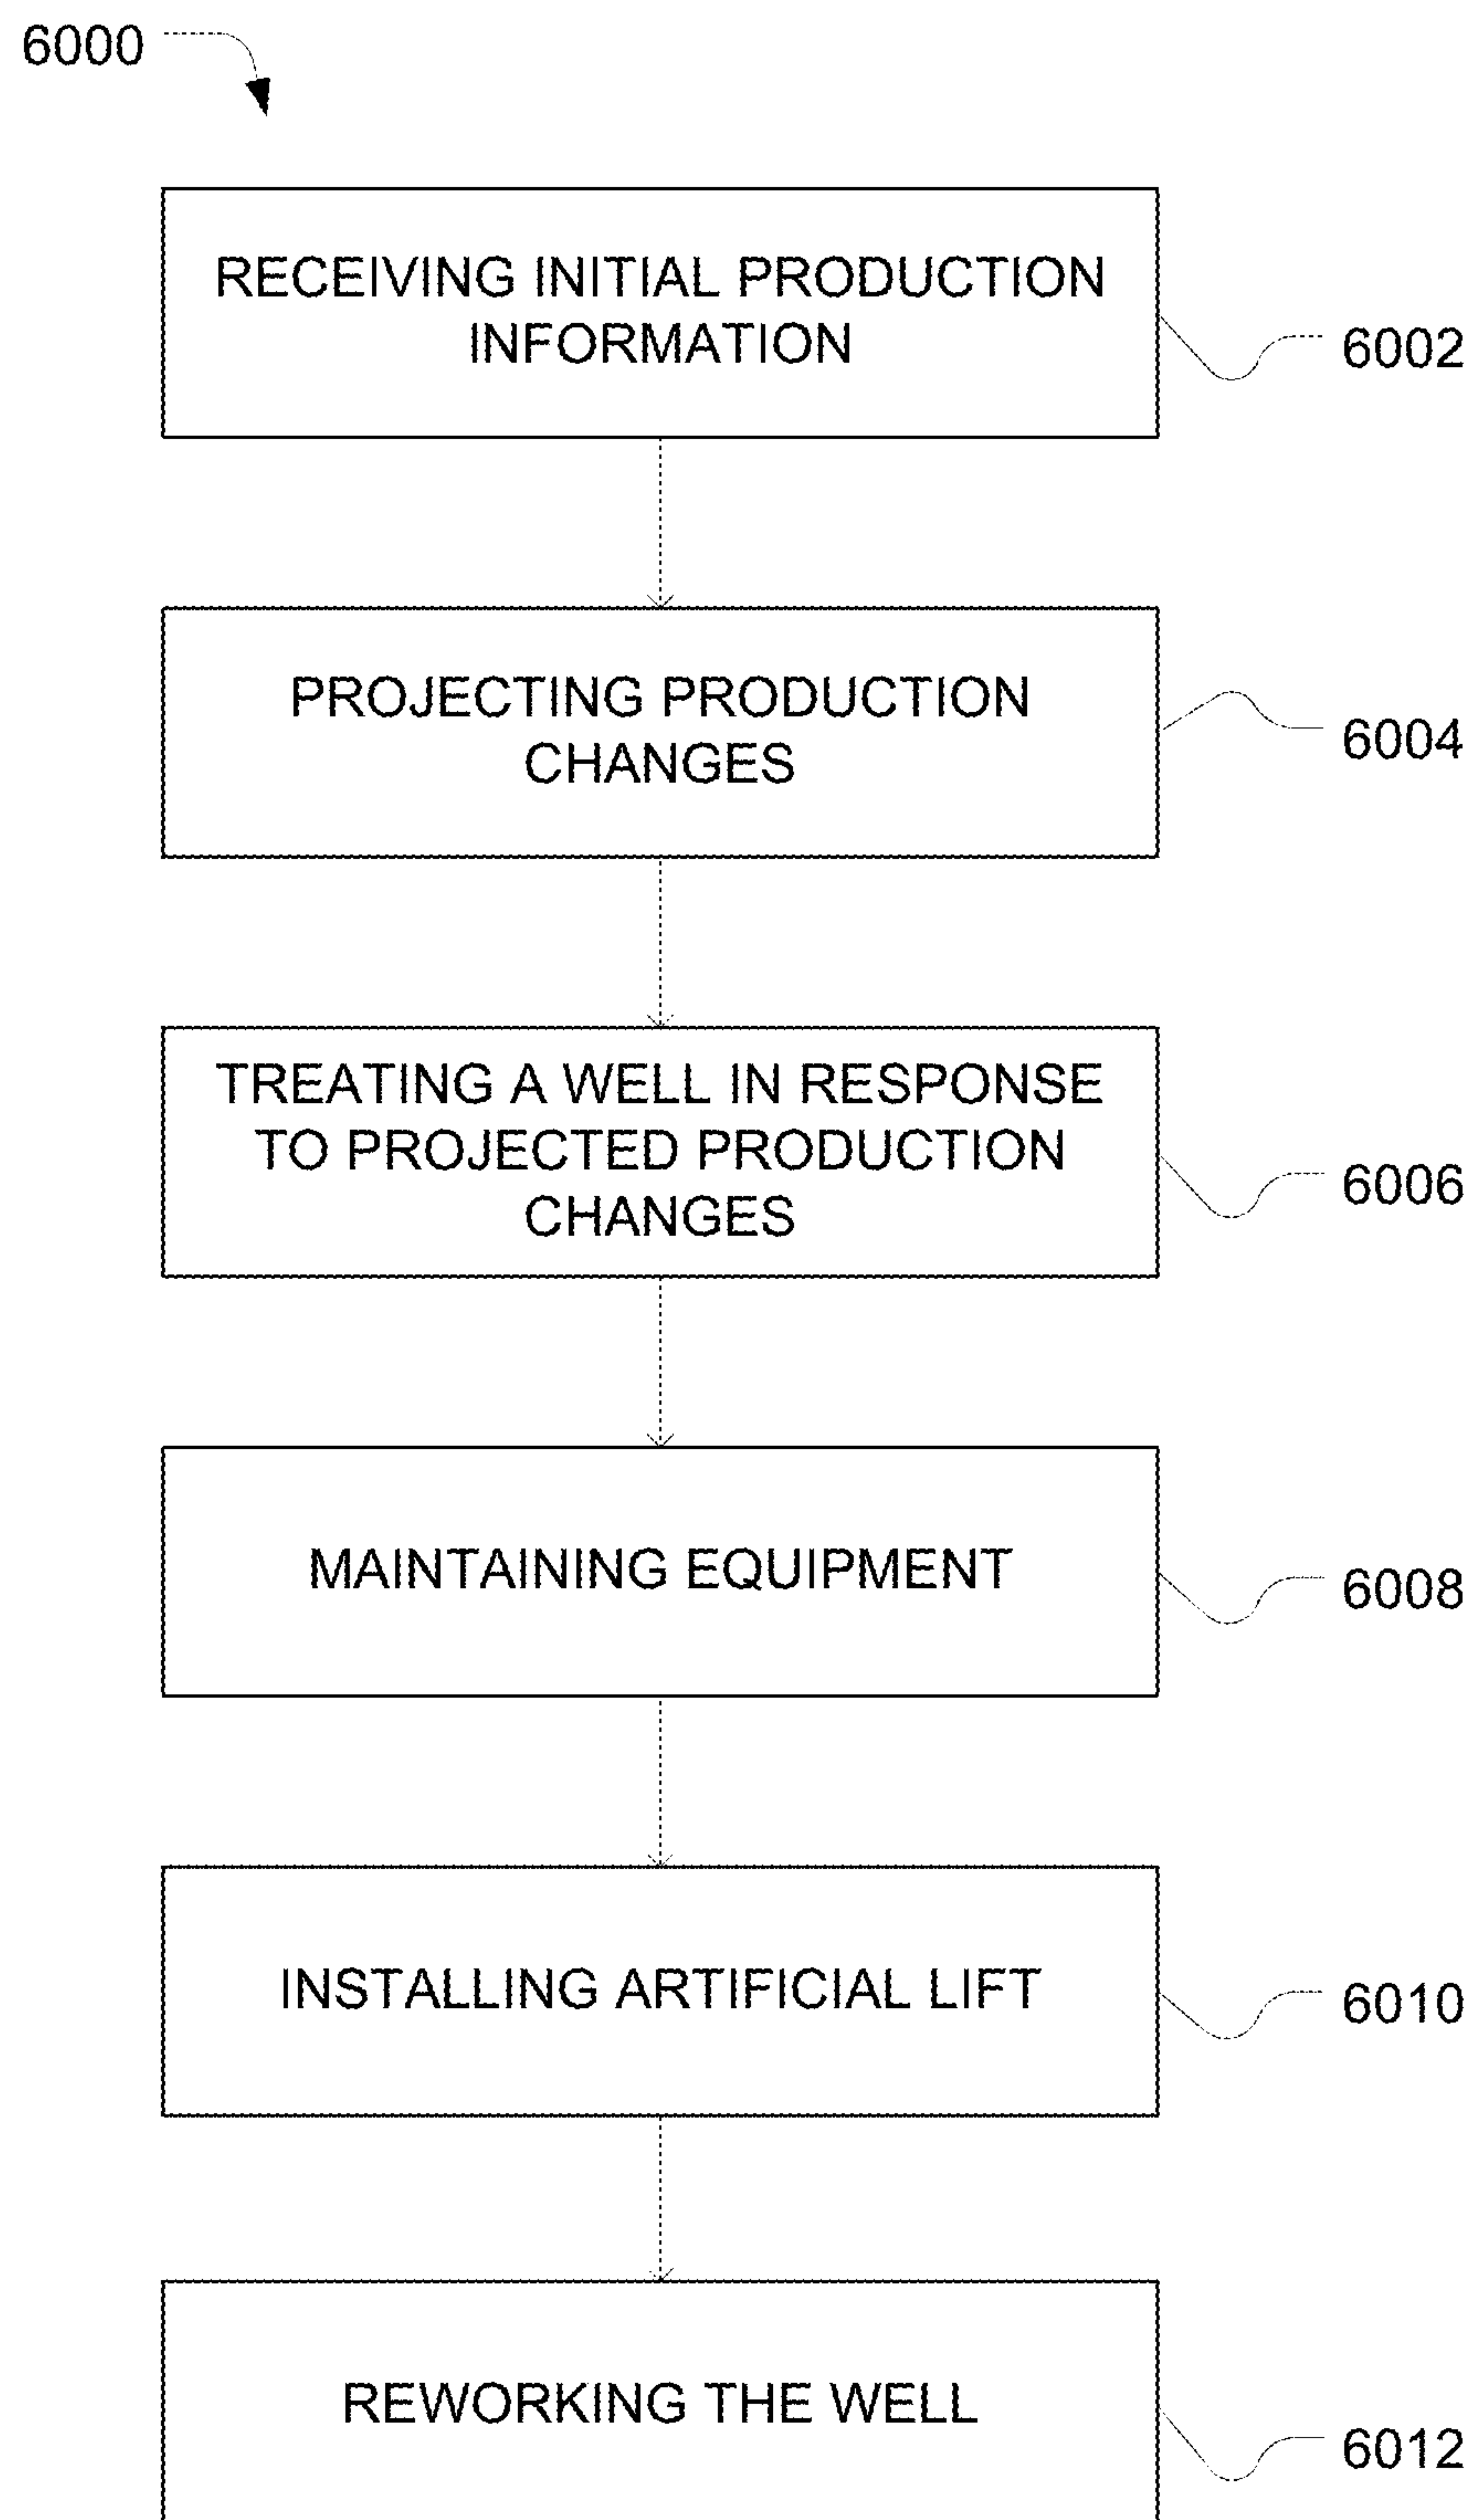 6000
RECEIVING INITIAL PRODUCTION
INFORMATION
6002
PROJECTING PRODUCTION
CHANGES
6004
TREATING A WELL IN RESPONSE
TO PROJECTED PRODUCTION
CHANGES
6006
MAINTAINING EQUIPMENT
6008
INSTALLING ARTIFICIAL LIFT
6010
REWORKING THE WELL
6012